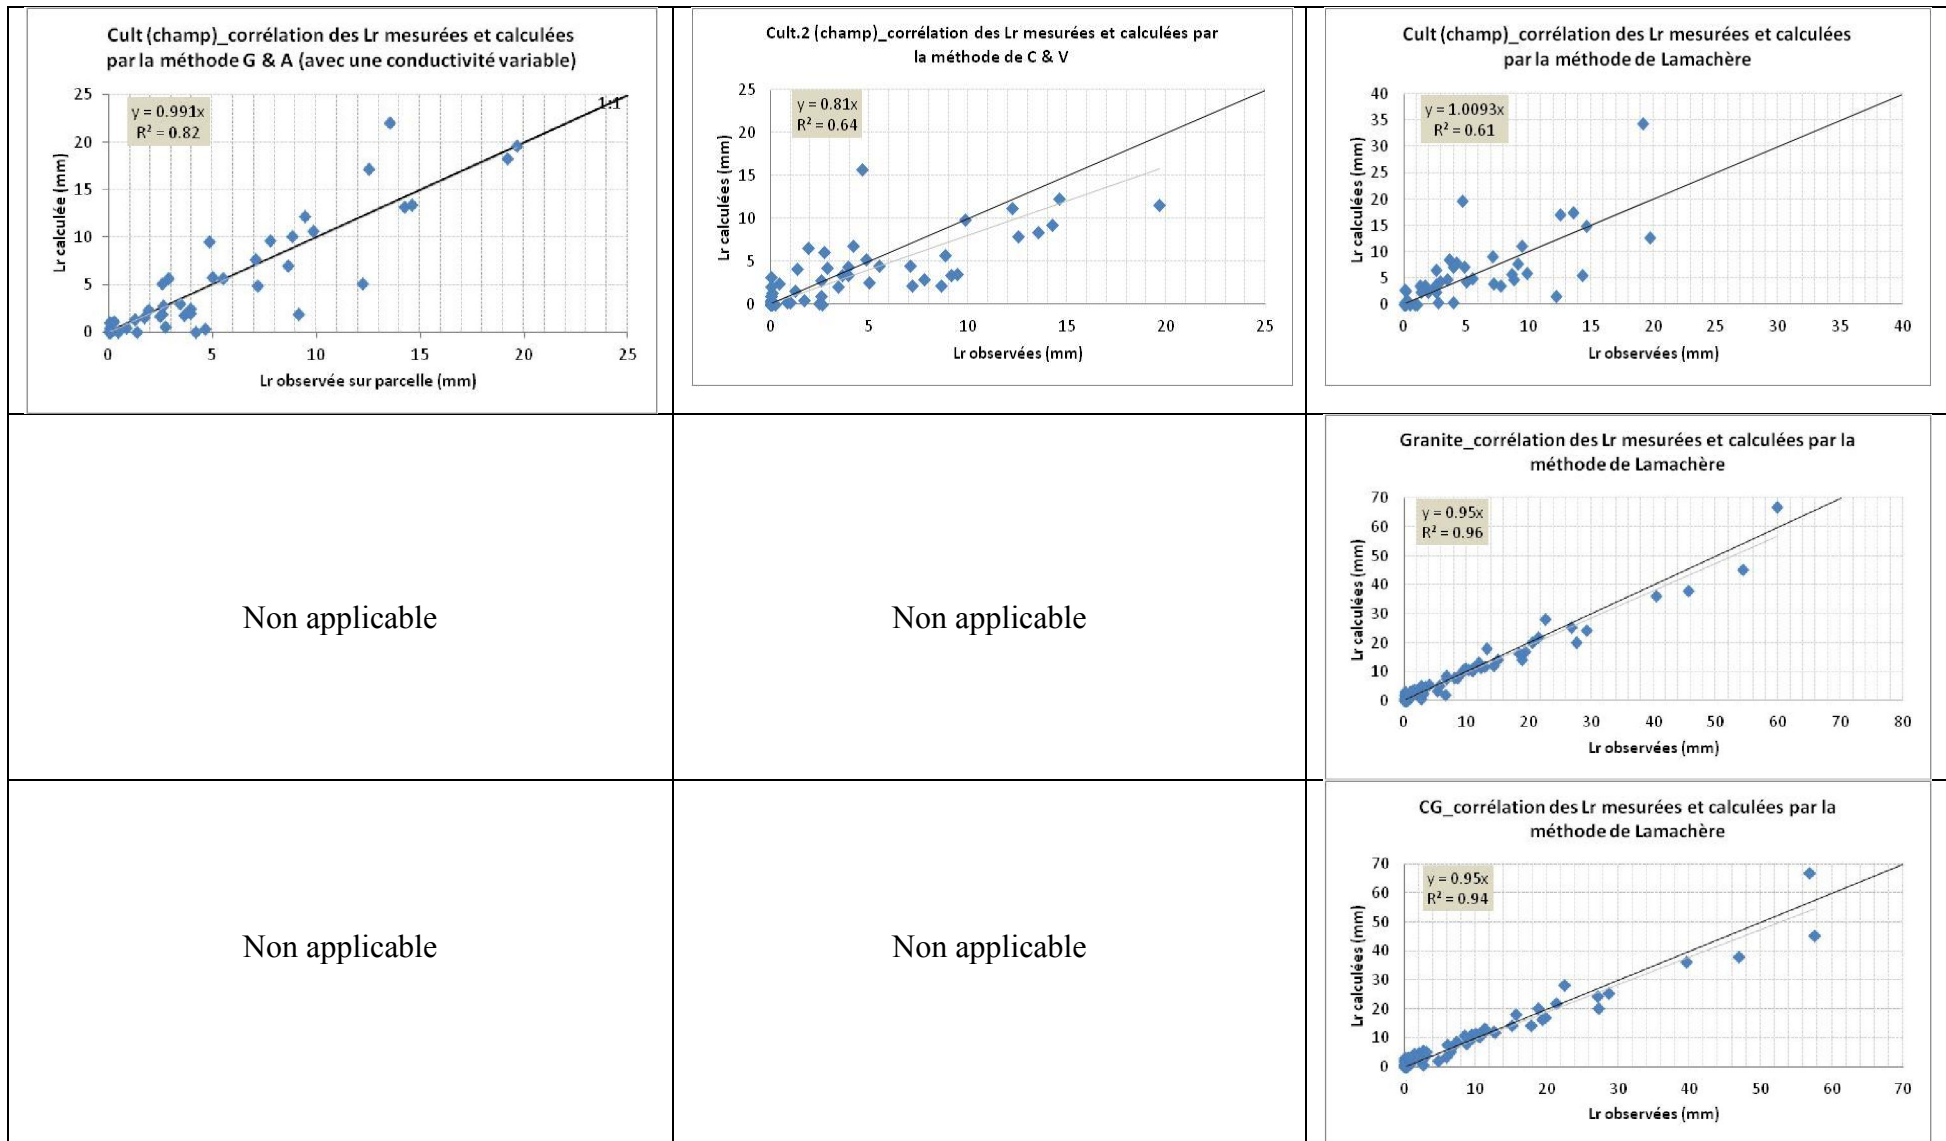 Cult (champ)_corrélation des Lr mesurées et calculées
par la méthode G & A (avec une conductivité variable)
y = 0.991x
R² = 0.82
1:1
25
20
15
10
5
0
Lr calculée (mm)
0 5 10 15 20 25
Lr observée sur parcelle (mm)
Cult.2 (champ)_corrélation des Lr mesurées et calculées par
la méthode de C & V
y = 0.81x
R² = 0.64
25
20
15
10
5
0
Lr calculées (mm)
0 5 10 15 20 25
Lr observées (mm)
Cult (champ)_corrélation des Lr mesurées et calculées
par la méthode de Lamachère
y = 1.0093x
R² = 0.61
40
35
30
25
20
15
10
5
0
Lr calculées (mm)
0 5 10 15 20 25 30 35 40
Lr observées (mm)
Non applicable
Non applicable
Granite_corrélation des Lr mesurées et calculées par la
méthode de Lamachère
y = 0.95x
R² = 0.96
70
60
50
40
30
20
10
0
Lr calculées (mm)
0 10 20 30 40 50 60 70 80
Lr observées (mm)
Non applicable
Non applicable
CG_corrélation des Lr mesurées et calculées par la
méthode de Lamachère
y = 0.95x
R² = 0.94
70
60
50
40
30
20
10
0
Lr calculées (mm)
0 10 20 30 40 50 60 70
Lr observées (mm)